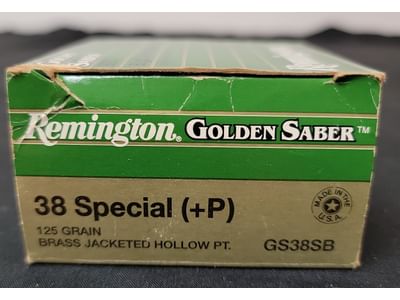 Remington® GOLDEN SABER™
38 Special (+P)
125 GRAIN
BRASS JACKETED HOLLOW PT.
GS38SB
MADE IN THE U.S.A.